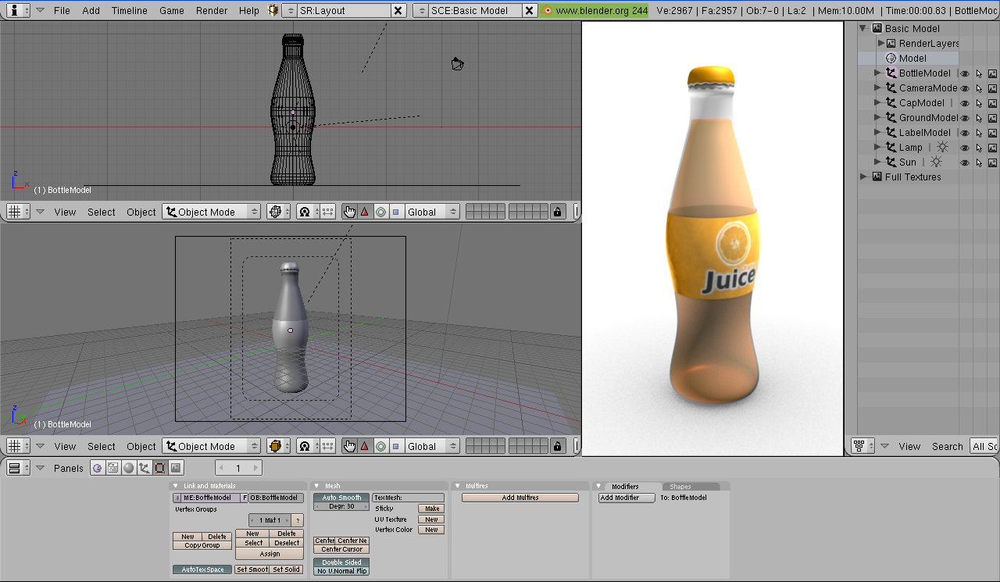 File Add Timeline Game Render Help SR:Layout SCE:Basic Model www.blender.org 244 Ve:2967 | Fa:2957 | Ob:7-0 | La:2 | Mem:10.00M | Time:00:00.83 | BottleMod
z
x
(1) BottleModel
View Select Object Object Mode Global
z
x
(1) BottleModel
View Select Object Object Mode Global
Juice
Basic Model
RenderLayers
Model
BottleModel
CameraMode
CapModel
GroundModel
LabelModel
Lamp
Sun
Full Textures
View Search All Sc
Panels 1
Link and Materials
ME:BottleModel F OB:BottleModel
Vertex Groups
1 Mat 1 ?
New Delete
Copy Group
New Delete
Select Deselect
Assign
AutoTexSpace Set Smoot Set Solid
Mesh
Auto Smooth
Degr: 30
TexMesh:
Sticky Make
UV Texture New
Vertex Color New
Center Center Ne
Center Cursor
Double Sided
No V.Normal Flip
Multires
Add Multires
Modifiers Shapes
Add Modifier To: BottleModel